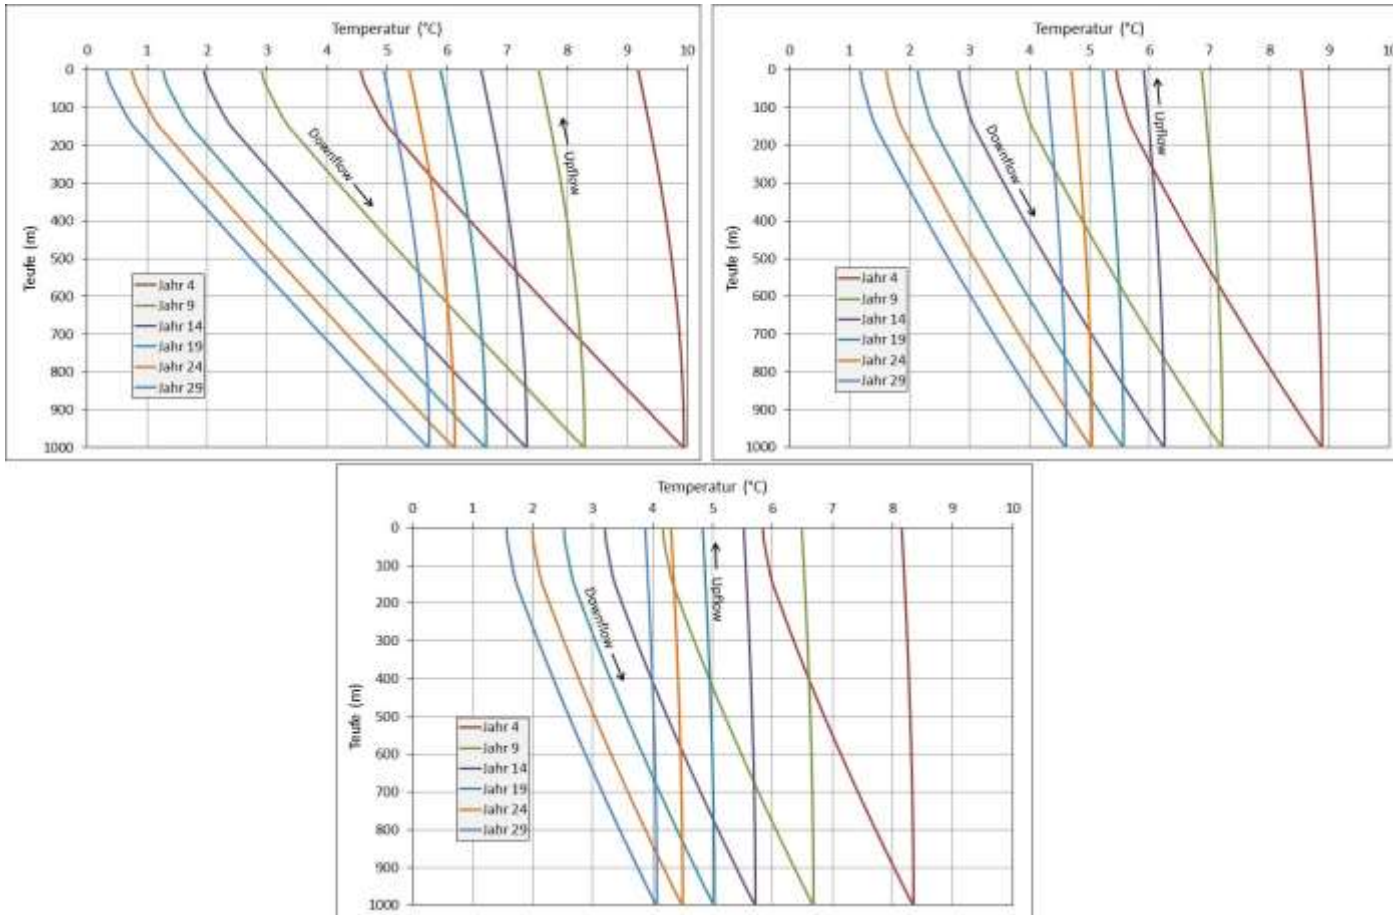 Temperatur (°C)
0 1 2 3 4 5 6 7 8 9 10
0
100
200
300
400
500
600
700
800
900
1000
Teufe (m)
Downflow
Upflow
Jahr 4
Jahr 9
Jahr 14
Jahr 19
Jahr 24
Jahr 29
Temperatur (°C)
0 1 2 3 4 5 6 7 8 9 10
0
100
200
300
400
500
600
700
800
900
1000
Teufe (m)
Downflow
Upflow
Jahr 4
Jahr 9
Jahr 14
Jahr 19
Jahr 24
Jahr 29
Temperatur (°C)
0 1 2 3 4 5 6 7 8 9 10
0
100
200
300
400
500
600
700
800
900
1000
Teufe (m)
Downflow
Upflow
Jahr 4
Jahr 9
Jahr 14
Jahr 19
Jahr 24
Jahr 29